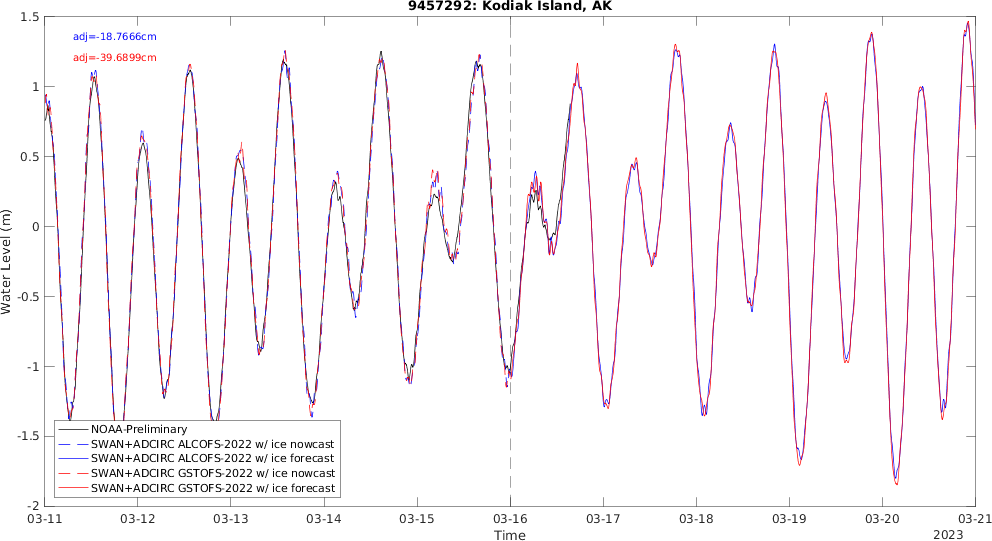 9457292: Kodiak Island, AK
adj=-18.7666cm
adj=-39.6899cm
1.5
1
0.5
0
-0.5
-1
-1.5
-2
Water Level (m)
NOAA-Preliminary
SWAN+ADCIRC ALCOFS-2022 w/ ice nowcast
SWAN+ADCIRC ALCOFS-2022 w/ ice forecast
SWAN+ADCIRC GSTOFS-2022 w/ ice nowcast
SWAN+ADCIRC GSTOFS-2022 w/ ice forecast
03-11 03-12 03-13 03-14 03-15 03-16 03-17 03-18 03-19 03-20 03-21
Time
2023